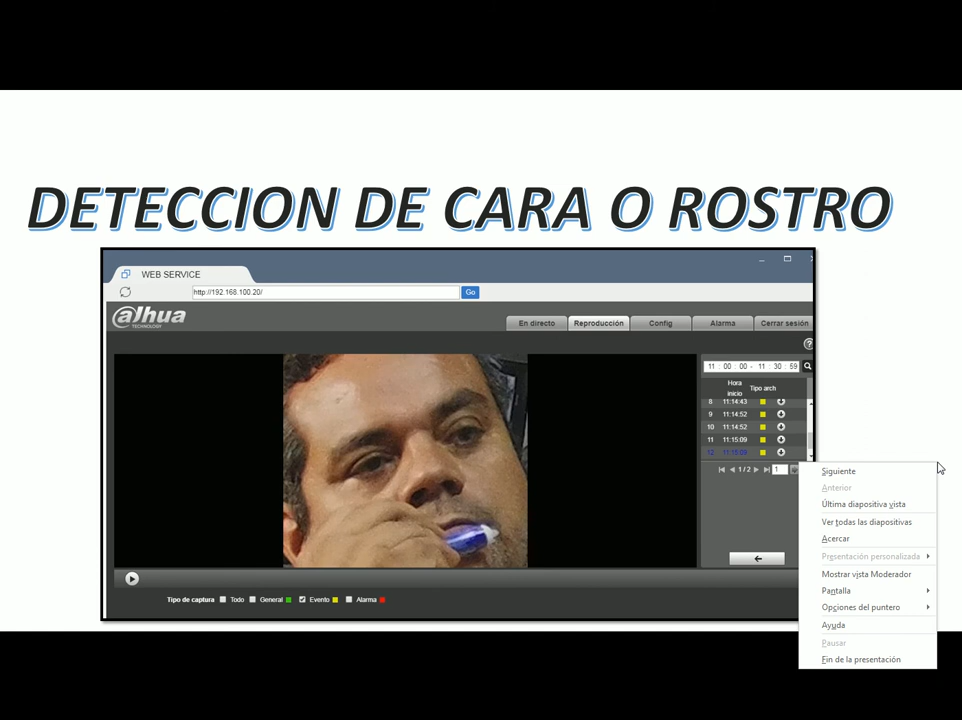 DETECCION DE CARA O ROSTRO
WEB SERVICE
http://192.168.100.20/
Go
alhua
TECHNOLOGY
En directo
Reproducción
Config
Alarma
Cerrar sesión
11 : 00 : 00 - 11 : 30 : 59
Hora inicio
Tipo arch
8 11:14:43
9 11:14:52
10 11:14:52
11 11:15:09
12 11:15:09
1 / 2
1
Tipo de captura
Todo
General
Evento
Alarma
Siguiente
Anterior
Última diapositiva vista
Ver todas las diapositivas
Acercar
Presentación personalizada
Mostrar vista Moderador
Pantalla
Opciones del puntero
Ayuda
Pausar
Fin de la presentación